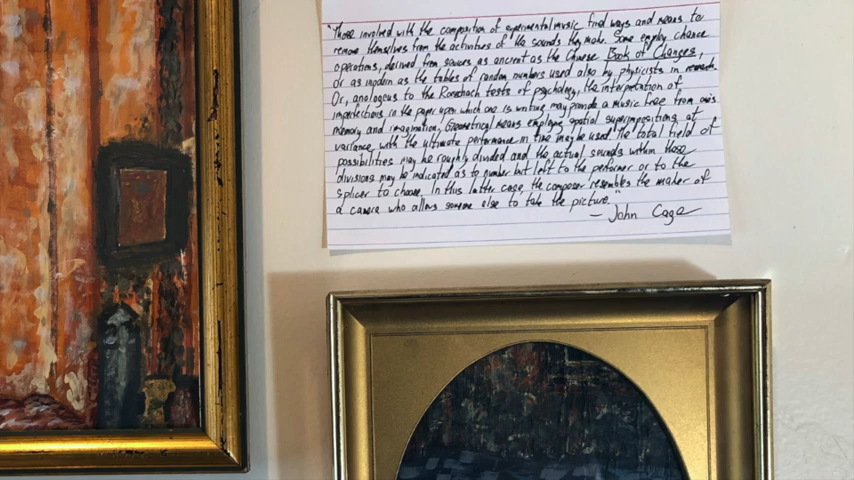 "Those involved with the composition of experimental music find ways and means to
remove themselves from the activities of the sounds they make. Some employ chance
operations, derived from sources as ancient as the Chinese Book of Changes,
or as modern as the tables of random numbers used also by physicists in research.
Or, analogous to the Rorschach tests of psychology, the interpretation of
imperfections in the paper upon which one is writing may provide a music free from one's
memory and imagination. Geometrical means employing spatial superimpositions at
variance with the ultimate performance in time may be used. The total field of
possibilities may be roughly divided and the actual sounds within these
divisions may be indicated as to number but left to the performer or to the
splicer to choose. In this latter case, the composer resembles the maker of
a camera who allows someone else to take the picture."
– John Cage